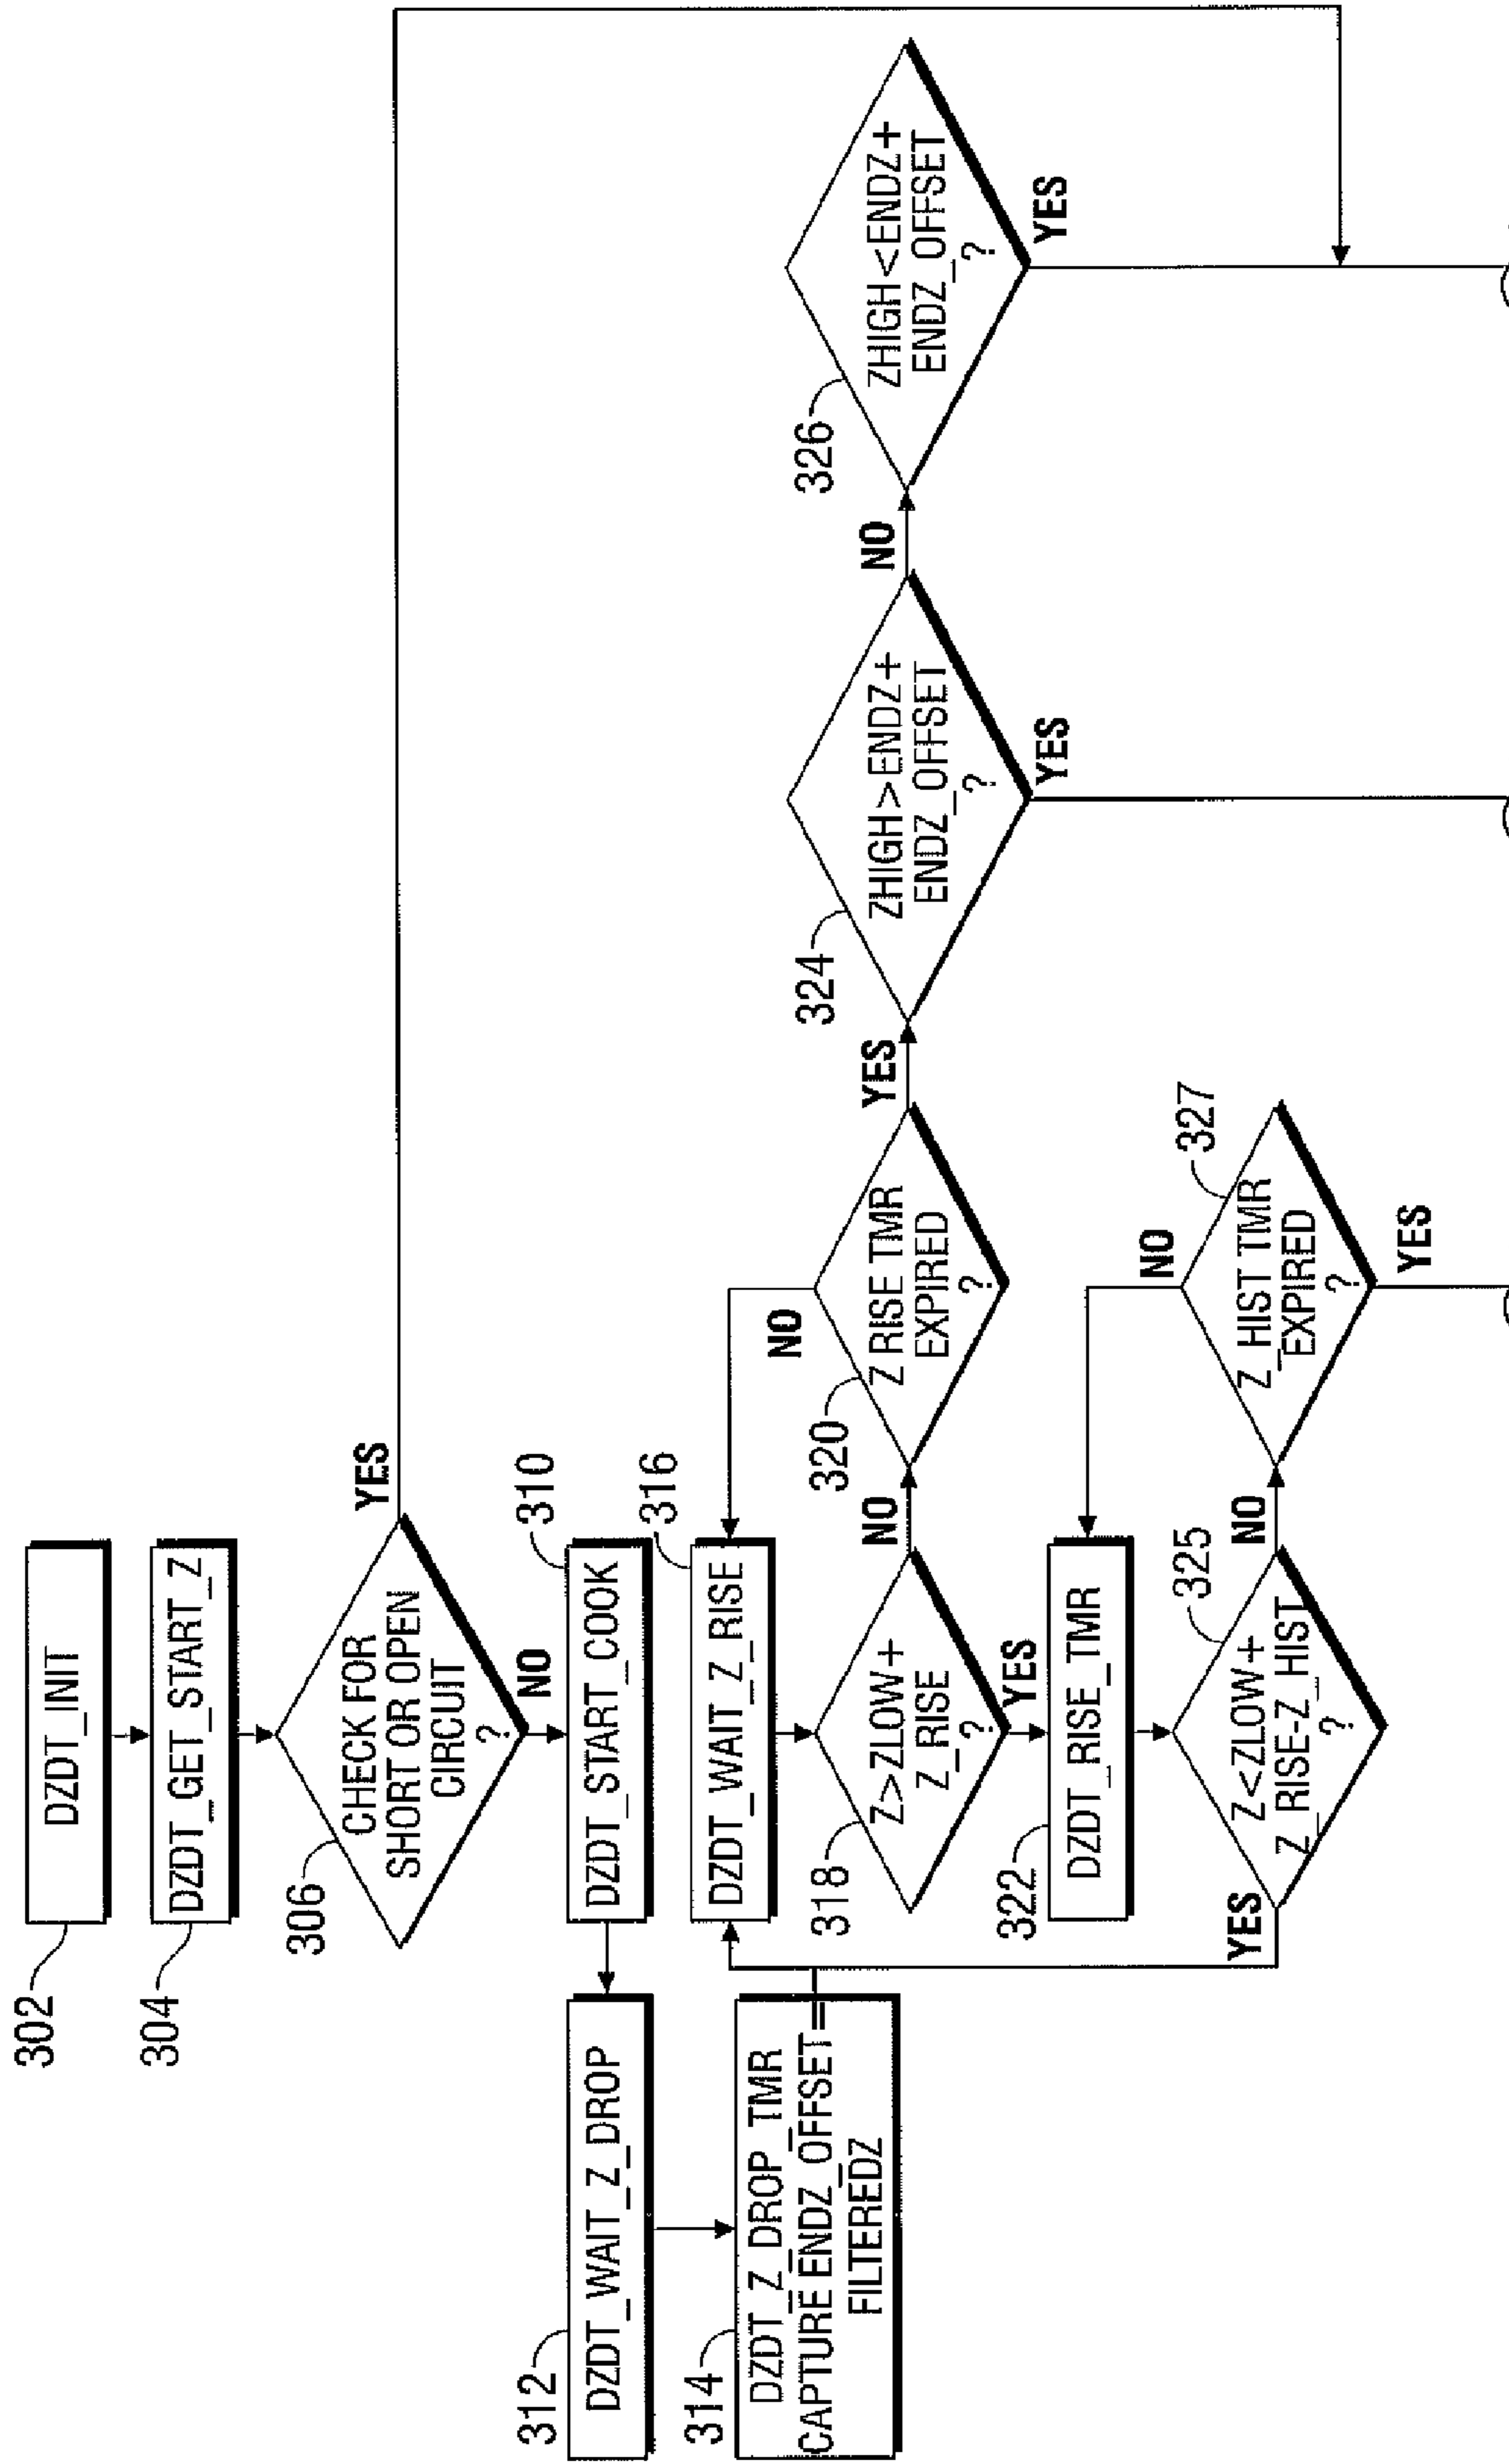 302
DZDT_INIT
304
DZDT_GET_START_Z
306
CHECK FOR
SHORT OR OPEN
CIRCUIT
?
YES
NO
310
DZDT_START_COOK
312
DZDT_WAIT_Z_DROP
314
DZDT_Z_DROP_TMR
CAPTURE ENDZ_OFFSET =
FILTEREDZ
316
DZDT_WAIT_Z_RISE
318
Z>ZLOW+
Z_RISE
?
NO
YES
320
Z RISE TMR
EXPIRED
?
NO
YES
324
ZHIGH>ENDZ+
ENDZ_OFFSET
?
NO
YES
326
ZHIGH<ENDZ+
ENDZ_OFFSET
?
YES
322
DZDT_RISE_TMR
325
Z<ZLOW+
Z_RISE-Z_HIST
?
YES
NO
327
Z_HIST TMR
EXPIRED
?
NO
YES